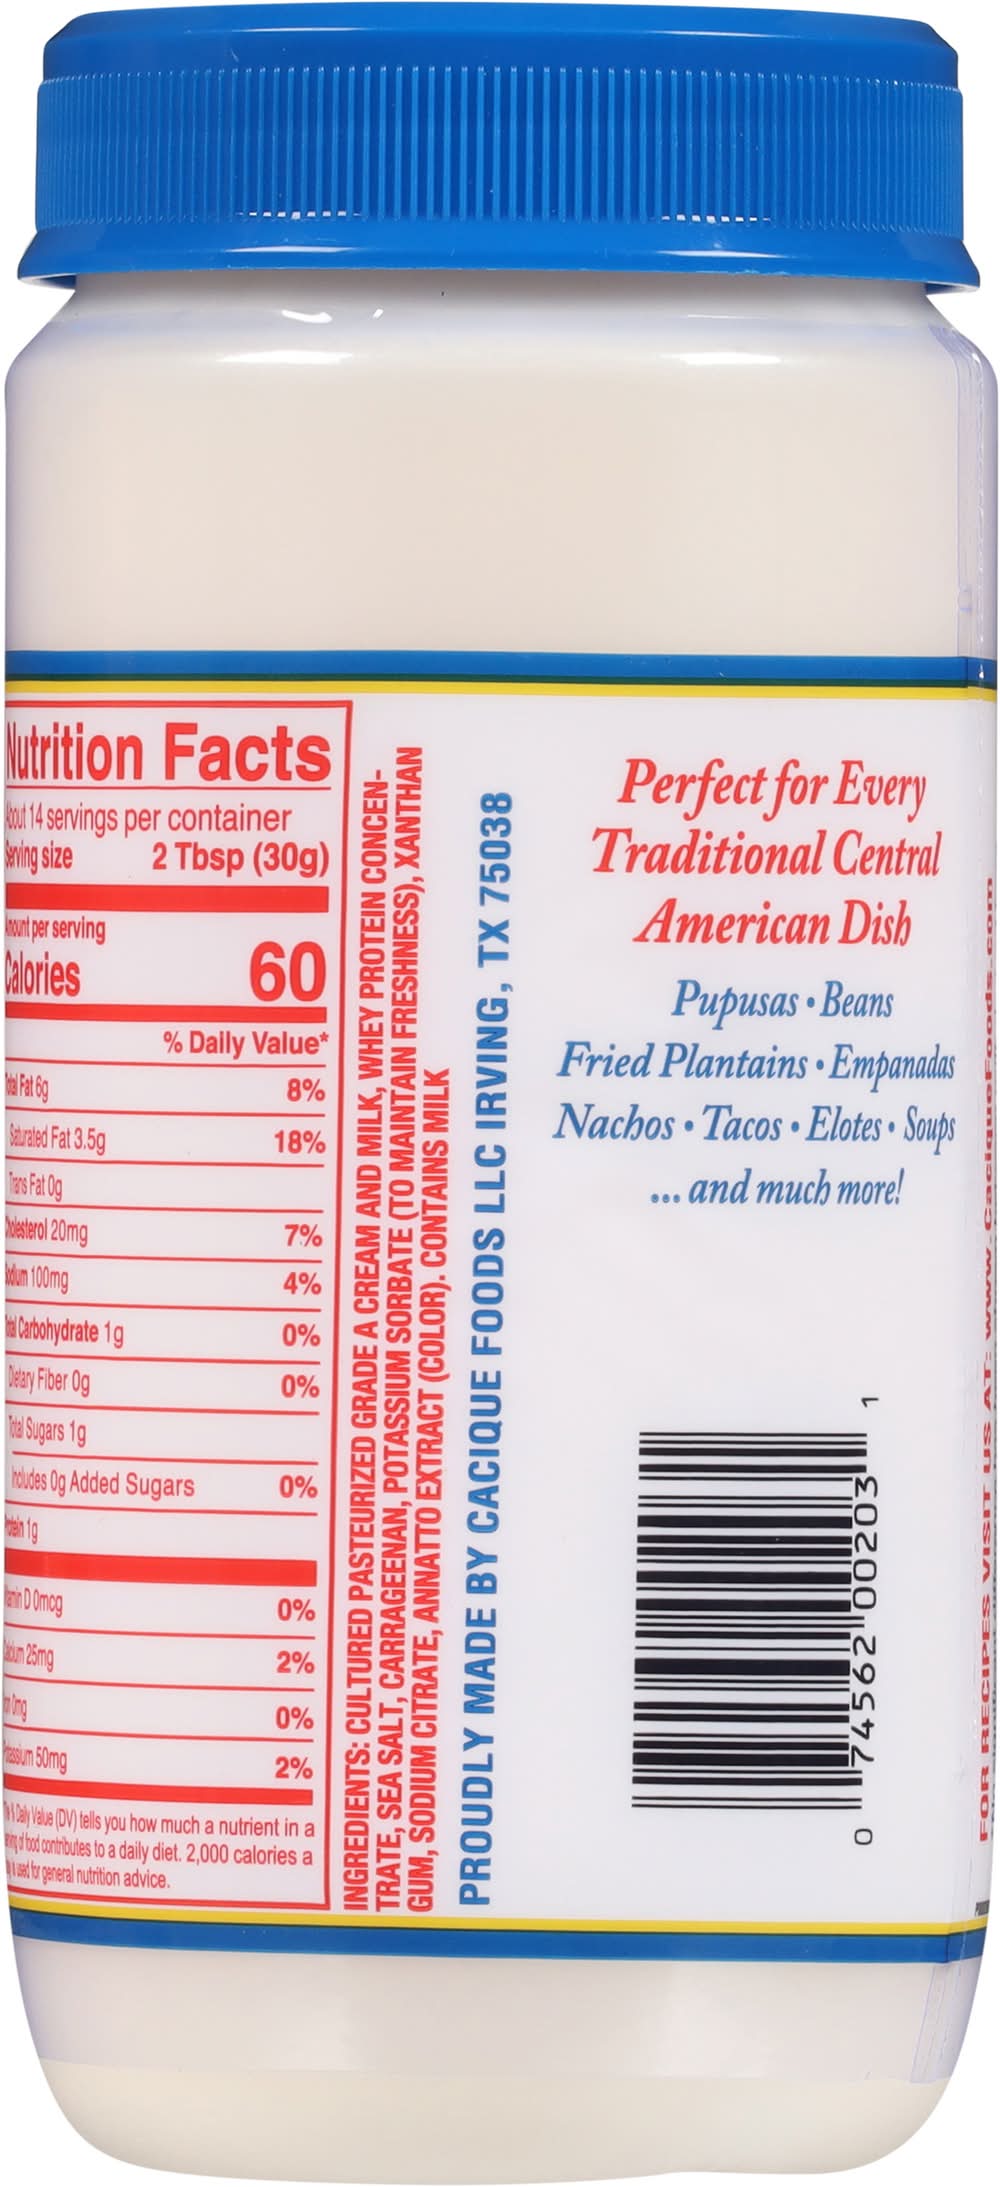 Nutrition Facts
About 14 servings per container
Serving size 2 Tbsp (30g)
Amount per serving
Calories 60
% Daily Value*
Total Fat 6g 8%
Saturated Fat 3.5g 18%
Trans Fat 0g
Cholesterol 20mg 7%
Sodium 100mg 4%
Total Carbohydrate 1g 0%
Dietary Fiber 0g 0%
Total Sugars 1g
Includes 0g Added Sugars 0%
Protein 1g
Vitamin D 0mcg 0%
Calcium 25mg 2%
Iron 0mg 0%
Potassium 50mg 2%
*The % Daily Value (DV) tells you how much a nutrient in a
serving of food contributes to a daily diet. 2,000 calories a
day is used for general nutrition advice.
INGREDIENTS: CULTURED PASTEURIZED GRADE A CREAM AND MILK, WHEY PROTEIN CONCEN-
TRATE, SEA SALT, CARRAGEENAN, POTASSIUM SORBATE (TO MAINTAIN FRESHNESS), XANTHAN
GUM, SODIUM CITRATE, ANNATTO EXTRACT (COLOR). CONTAINS MILK
PROUDLY MADE BY CACIQUE FOODS LLC IRVING, TX 75038
Perfect for Every
Traditional Central
American Dish
Pupusas • Beans
Fried Plantains • Empanadas
Nachos • Tacos • Elotes • Soups
... and much more!
0 74562 00203 1
FOR RECIPES VISIT US AT: www.CaciqueFoods.com